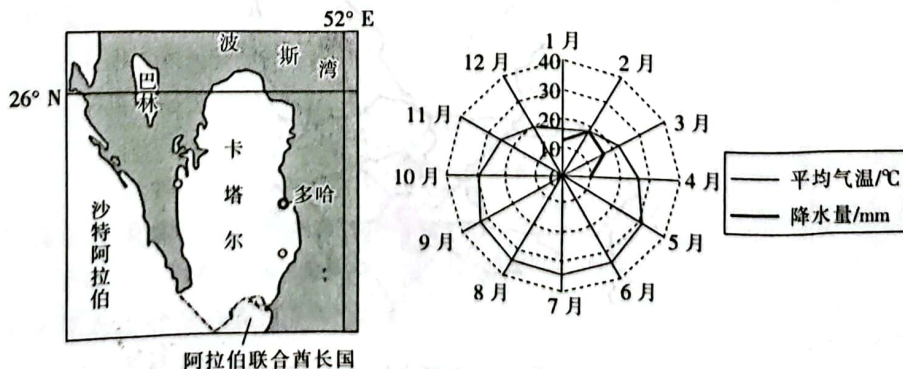 52° E
波斯湾
26° N
巴林
卡塔尔
多哈
沙特阿拉伯
阿拉伯联合酋长国
1月
2月
3月
4月
5月
6月
7月
8月
9月
10月
11月
12月
40
30
20
10
0
平均气温/℃
降水量/mm